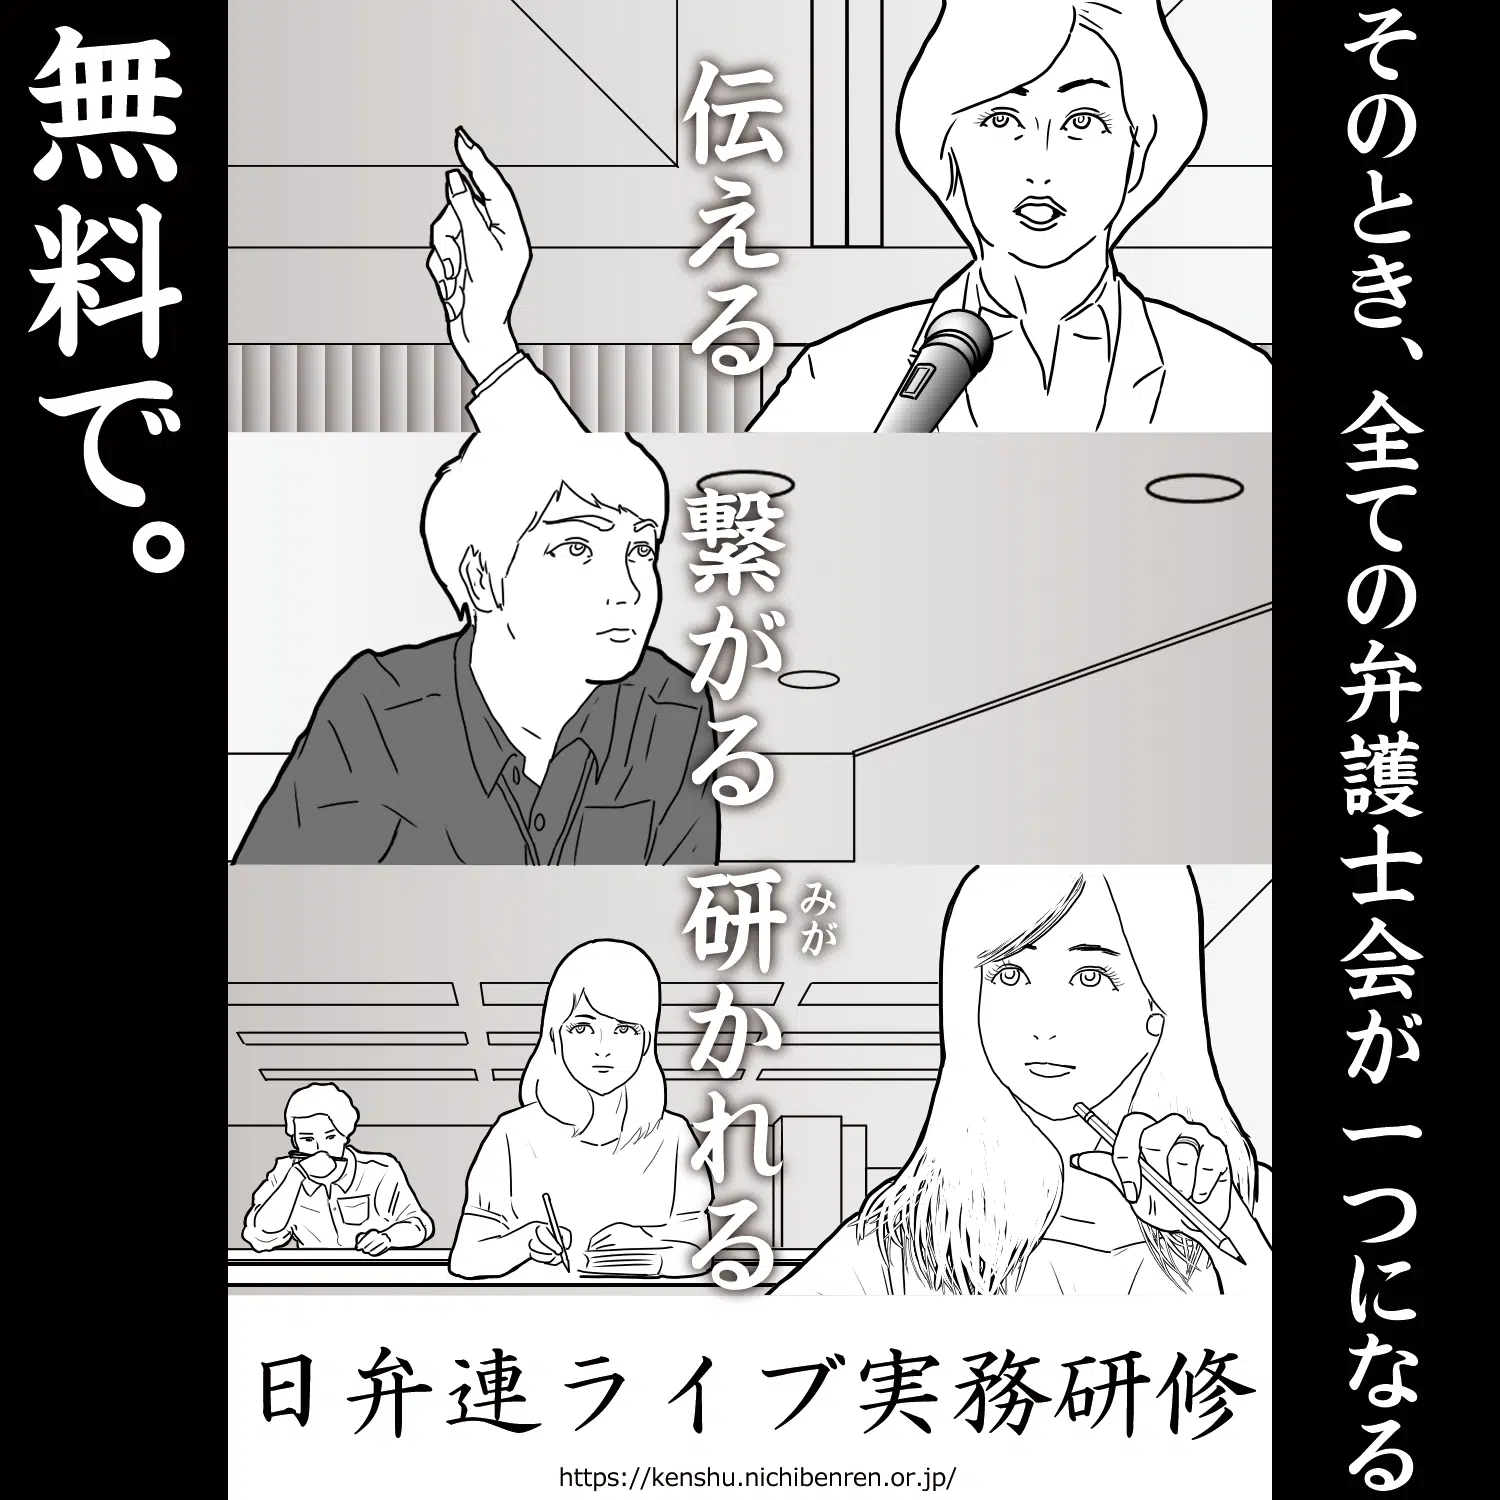 そのとき、全ての弁護士会が一つになる
無料で。
伝える
繋がる
研かれる
みが
日弁連ライブ実務研修
https://kenshu.nichibenren.or.jp/